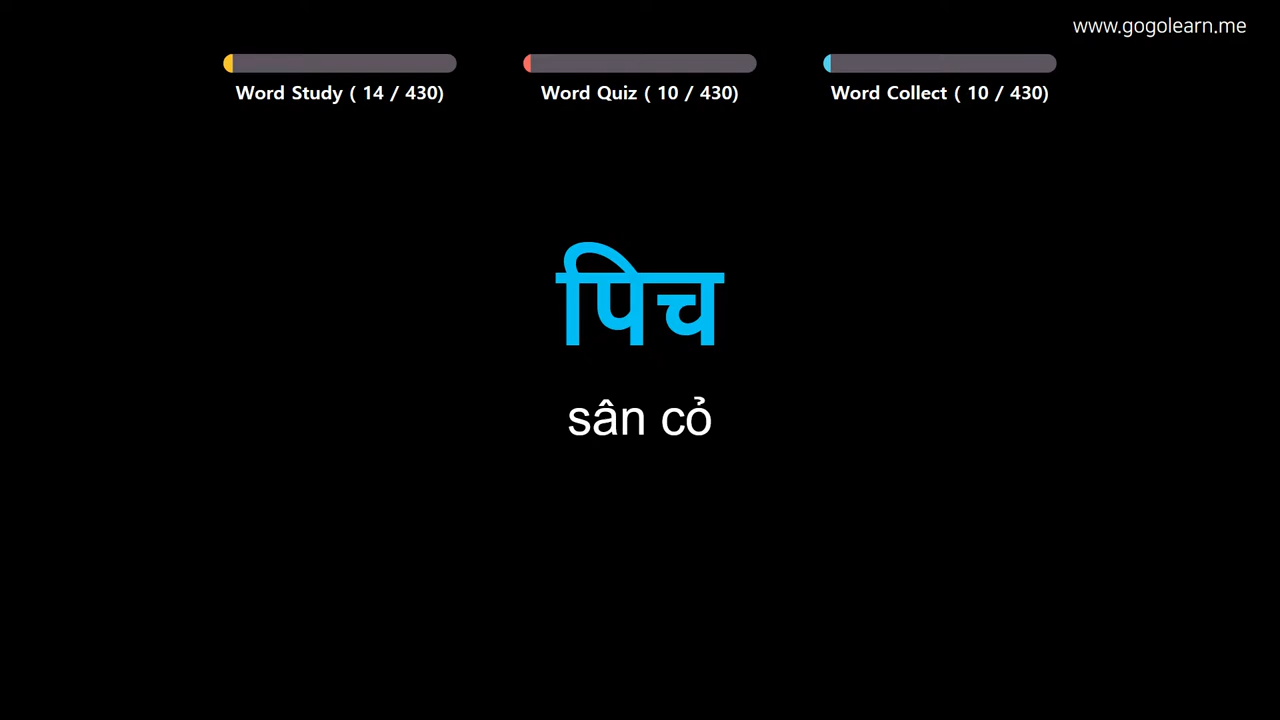 www.gogolearn.me
Word Study ( 14 / 430)
Word Quiz ( 10 / 430)
Word Collect ( 10 / 430)
पिच
sân cỏ